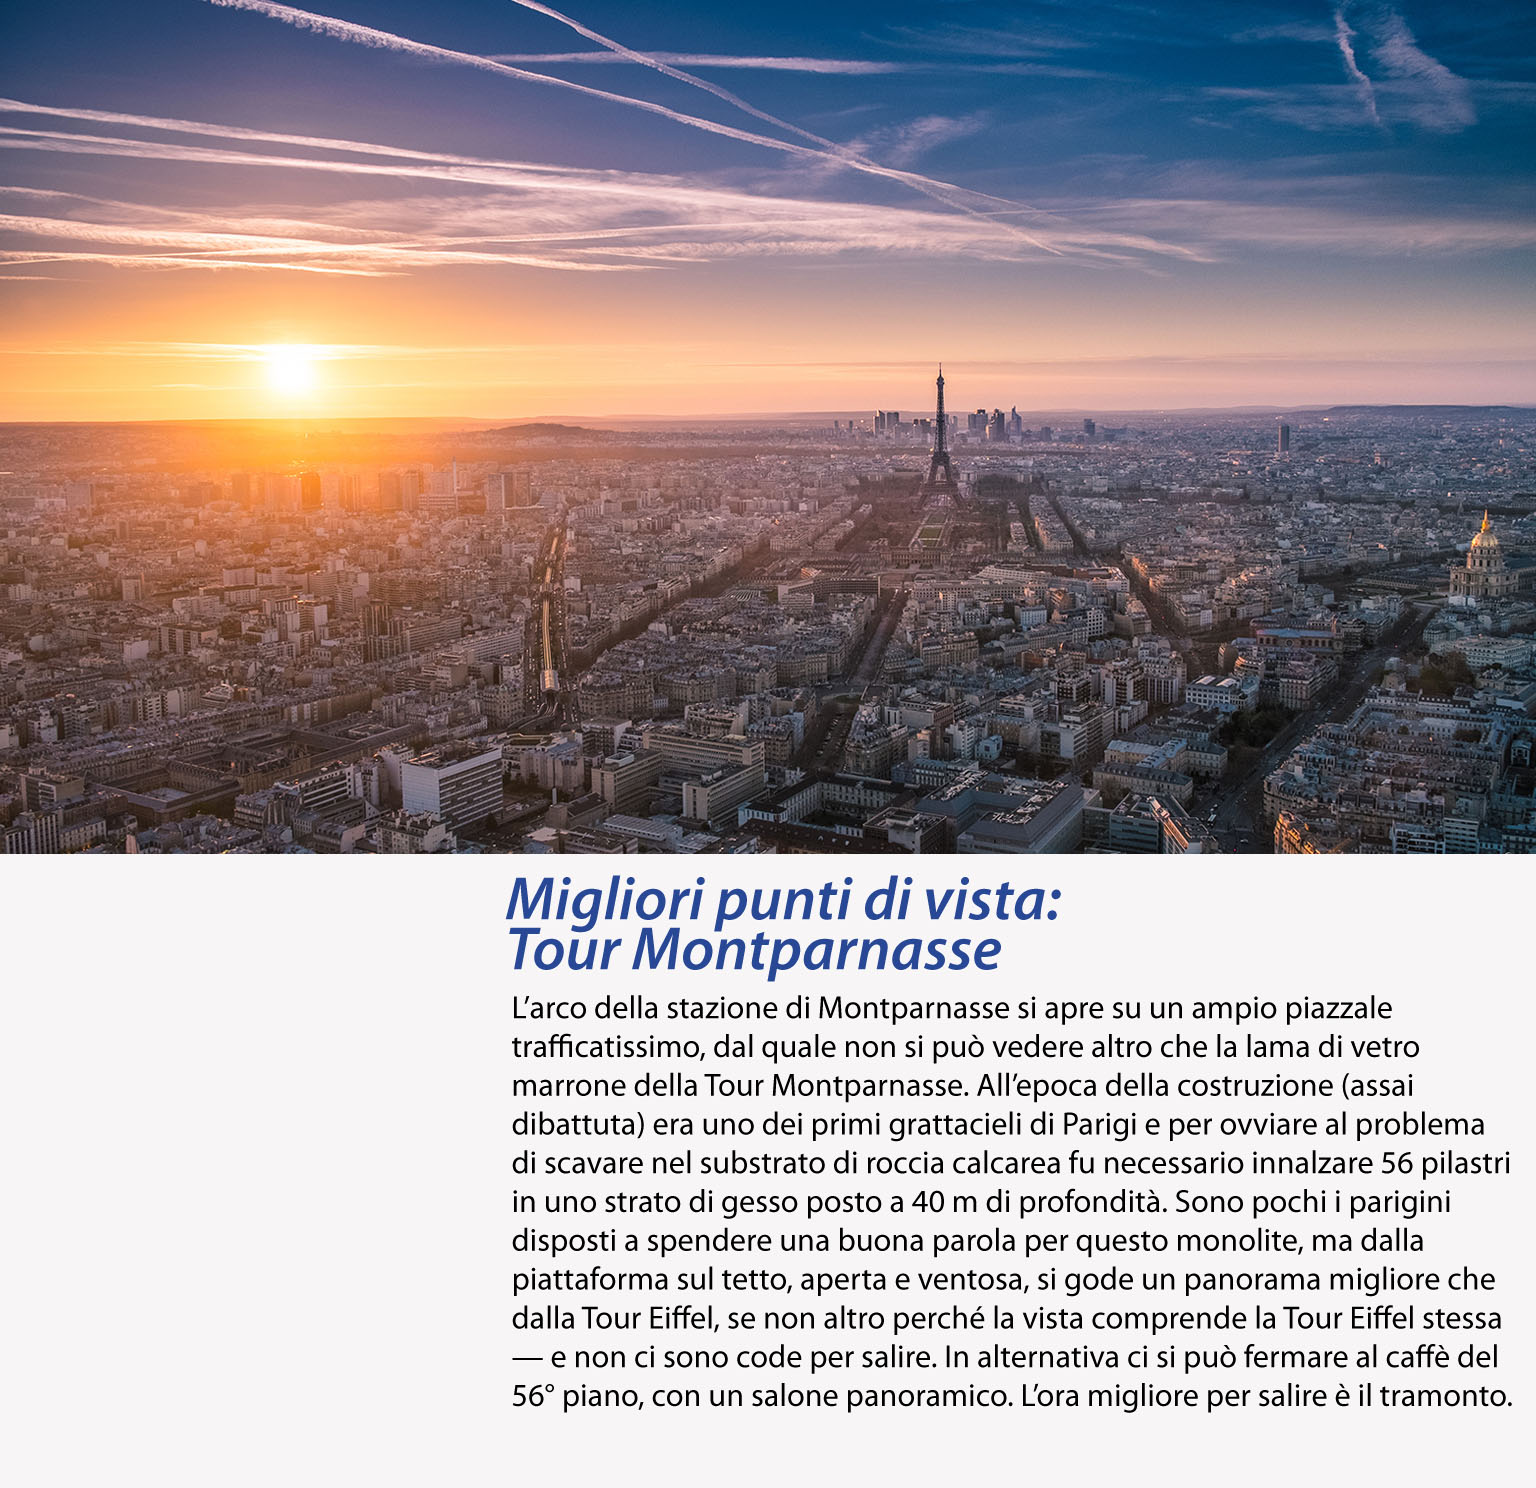 Migliori punti di vista:
Tour Montparnasse
L’arco della stazione di Montparnasse si apre su un ampio piazzale
trafficatissimo, dal quale non si può vedere altro che la lama di vetro
marrone della Tour Montparnasse. All’epoca della costruzione (assai
dibattuta) era uno dei primi grattacieli di Parigi e per ovviare al problema
di scavare nel substrato di roccia calcarea fu necessario innalzare 56 pilastri
in uno strato di gesso posto a 40 m di profondità. Sono pochi i parigini
disposti a spendere una buona parola per questo monolite, ma dalla
piattaforma sul tetto, aperta e ventosa, si gode un panorama migliore che
dalla Tour Eiffel, se non altro perché la vista comprende la Tour Eiffel stessa
— e non ci sono code per salire. In alternativa ci si può fermare al caffè del
56° piano, con un salone panoramico. L’ora migliore per salire è il tramonto.